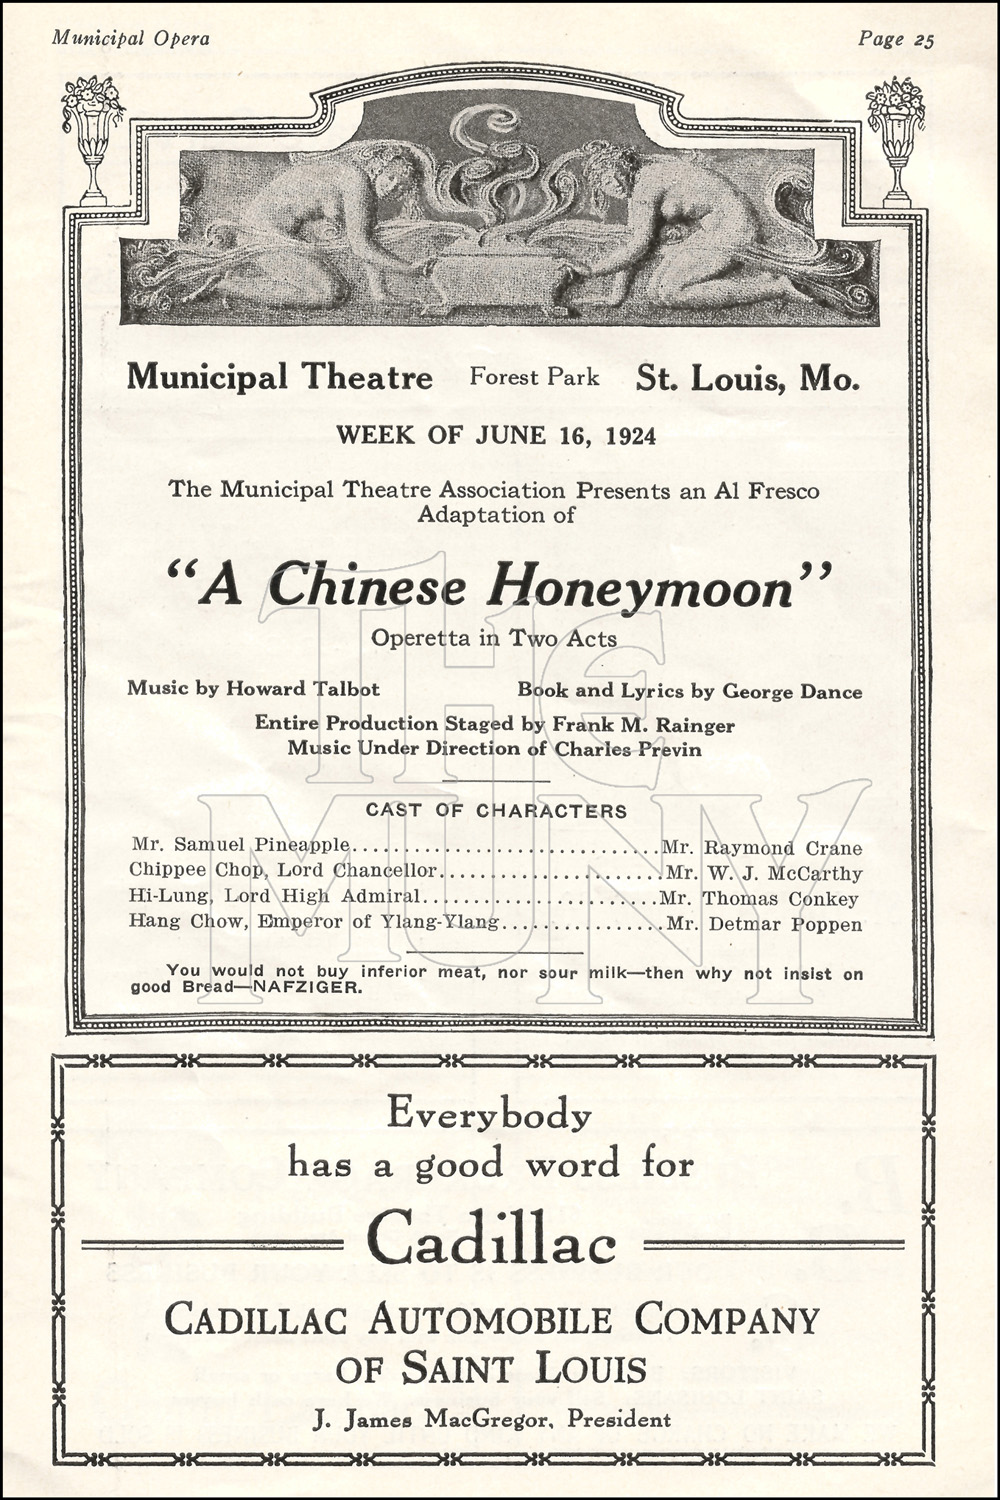 Municipal Opera Page 25
Municipal Theatre Forest Park St. Louis, Mo.
WEEK OF JUNE 16, 1924
The Municipal Theatre Association Presents an Al Fresco
Adaptation of
“A Chinese Honeymoon”
Operetta in Two Acts
Music by Howard Talbot Book and Lyrics by George Dance
Entire Production Staged by Frank M. Rainger
Music Under Direction of Charles Previn
CAST OF CHARACTERS
Mr. Samuel Pineapple..............................Mr. Raymond Crane
Chippee Chop, Lord Chancellor.....................Mr. W. J. McCarthy
Hi-Lung, Lord High Admiral.......................Mr. Thomas Conkey
Hang Chow, Emperor of Ylang-Ylang................Mr. Detmar Poppen
You would not buy inferior meat, nor sour milk—then why not insist on
good Bread—NAFZIGER.
THE
MUNY
Everybody
has a good word for
Cadillac
CADILLAC AUTOMOBILE COMPANY
OF SAINT LOUIS
J. James MacGregor, President